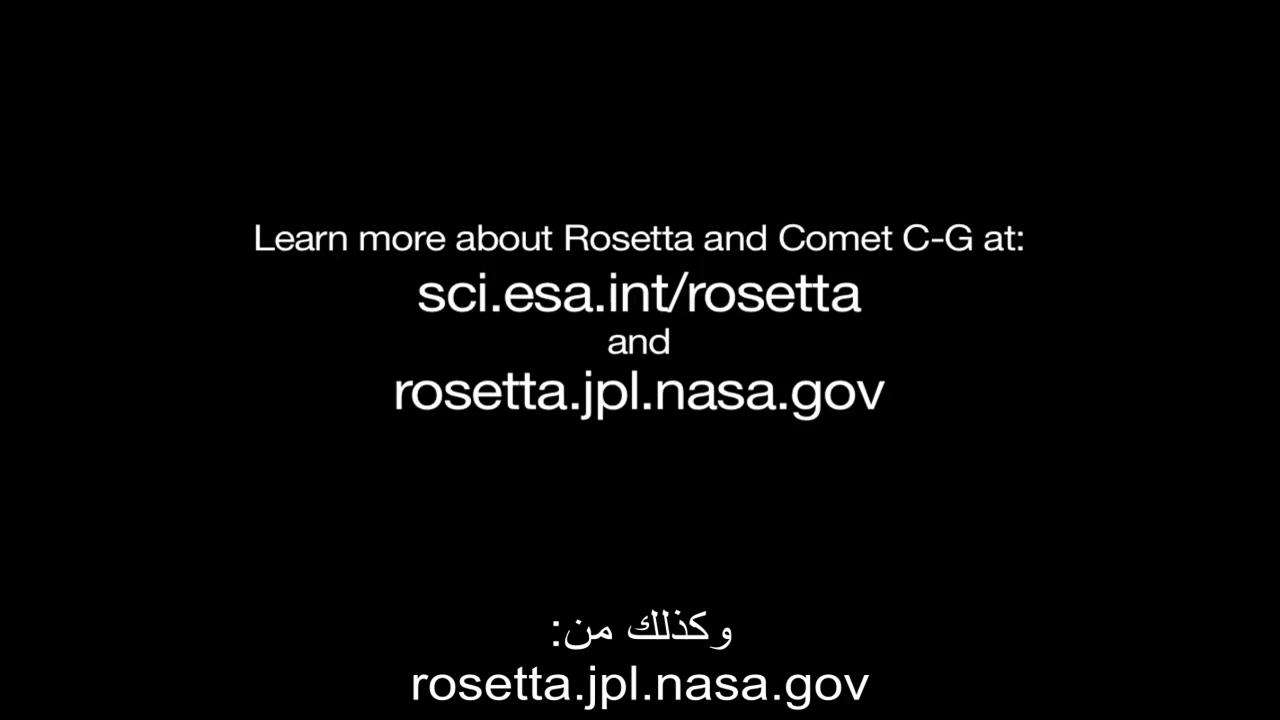 Learn more about Rosetta and Comet C-G at:
sci.esa.int/rosetta
and
rosetta.jpl.nasa.gov
وكذلك من:
rosetta.jpl.nasa.gov